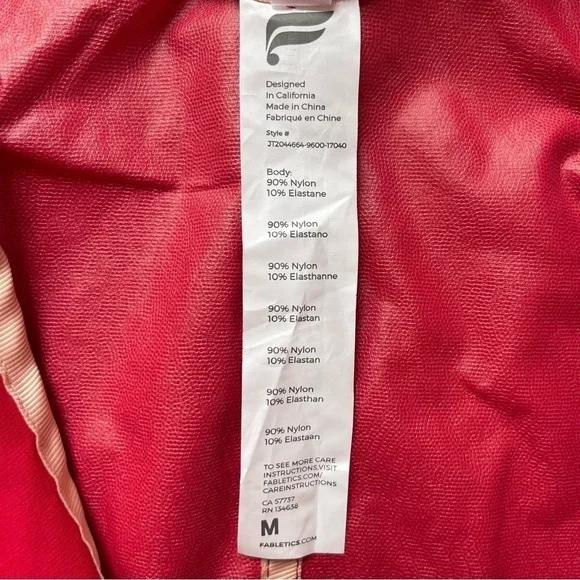 Designed
In California
Made in China
Fabriqué en Chine
Style #
JT2044664-9600-17040
Body:
90% Nylon
10% Elastane
90% Nylon
10% Elastano
90% Nylon
10% Elasthanne
90% Nylon
10% Elastan
90% Nylon
10% Elastan
90% Nylon
10% Elasthan
90% Nylon
10% Elastaan
TO SEE MORE CARE
INSTRUCTIONS,VISIT
FABLETICS.COM/
CAREINSTRUCTIONS
CA 57737
RN 134638
M
FABLETICS.COM